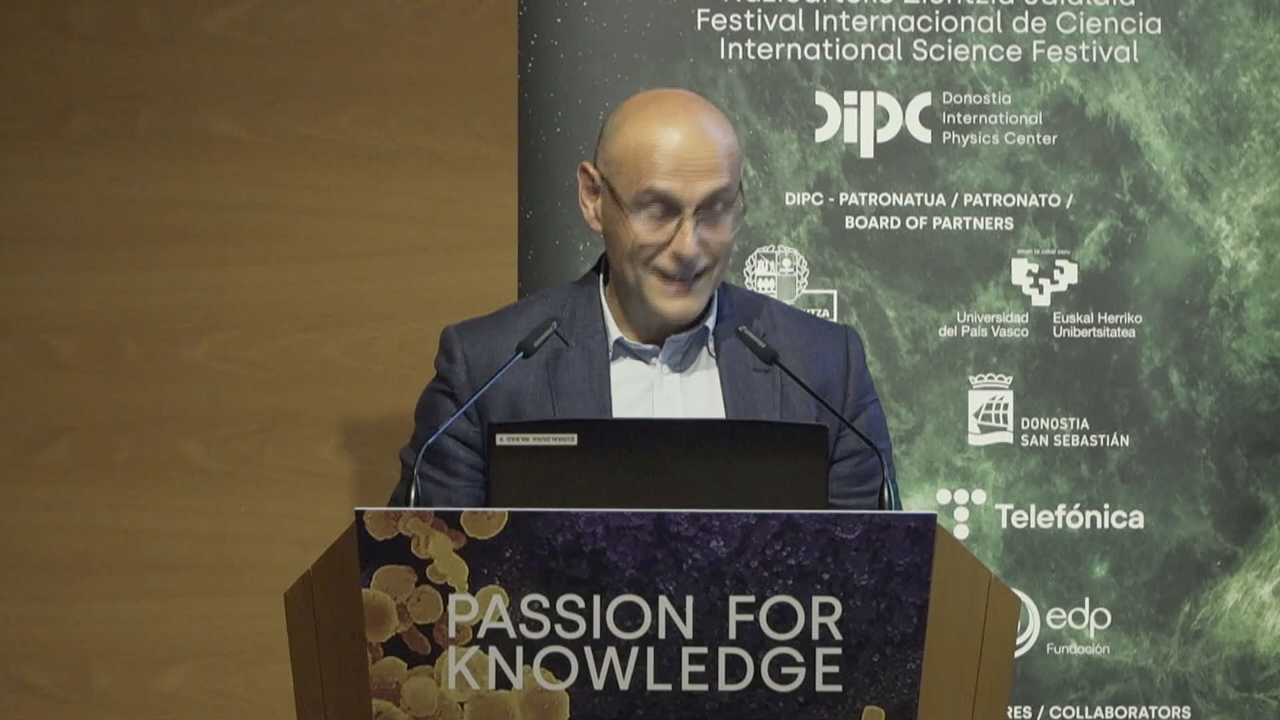 Festival Internacional de Ciencia
International Science Festival
DIPC
Donostia
International
Physics Center
DIPC - PATRONATUA / PATRONATO /
BOARD OF PARTNERS
Universidad
del País Vasco
Euskal Herriko
Unibertsitatea
DONOSTIA
SAN SEBASTIÁN
Telefónica
edp
Fundación
RES / COLLABORATORS
PASSION FOR
KNOWLEDGE